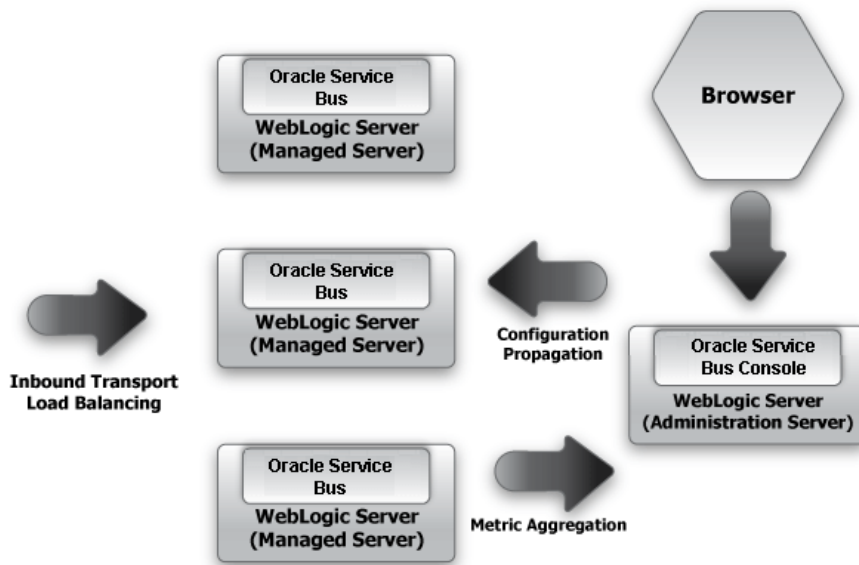 Oracle Service
Bus
WebLogic Server
(Managed Server)
Browser
Oracle Service
Bus
WebLogic Server
(Managed Server)
Inbound Transport
Load Balancing
Configuration
Propagation
Oracle Service
Bus Console
WebLogic Server
(Administration Server)
Oracle Service
Bus
WebLogic Server
(Managed Server)
Metric Aggregation